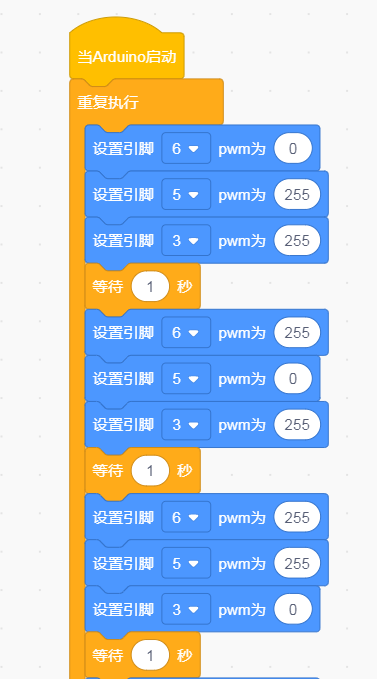 当Arduino启动
重复执行
设置引脚 6 pwm为 0
设置引脚 5 pwm为 255
设置引脚 3 pwm为 255
等待 1 秒
设置引脚 6 pwm为 255
设置引脚 5 pwm为 0
设置引脚 3 pwm为 255
等待 1 秒
设置引脚 6 pwm为 255
设置引脚 5 pwm为 255
设置引脚 3 pwm为 0
等待 1 秒